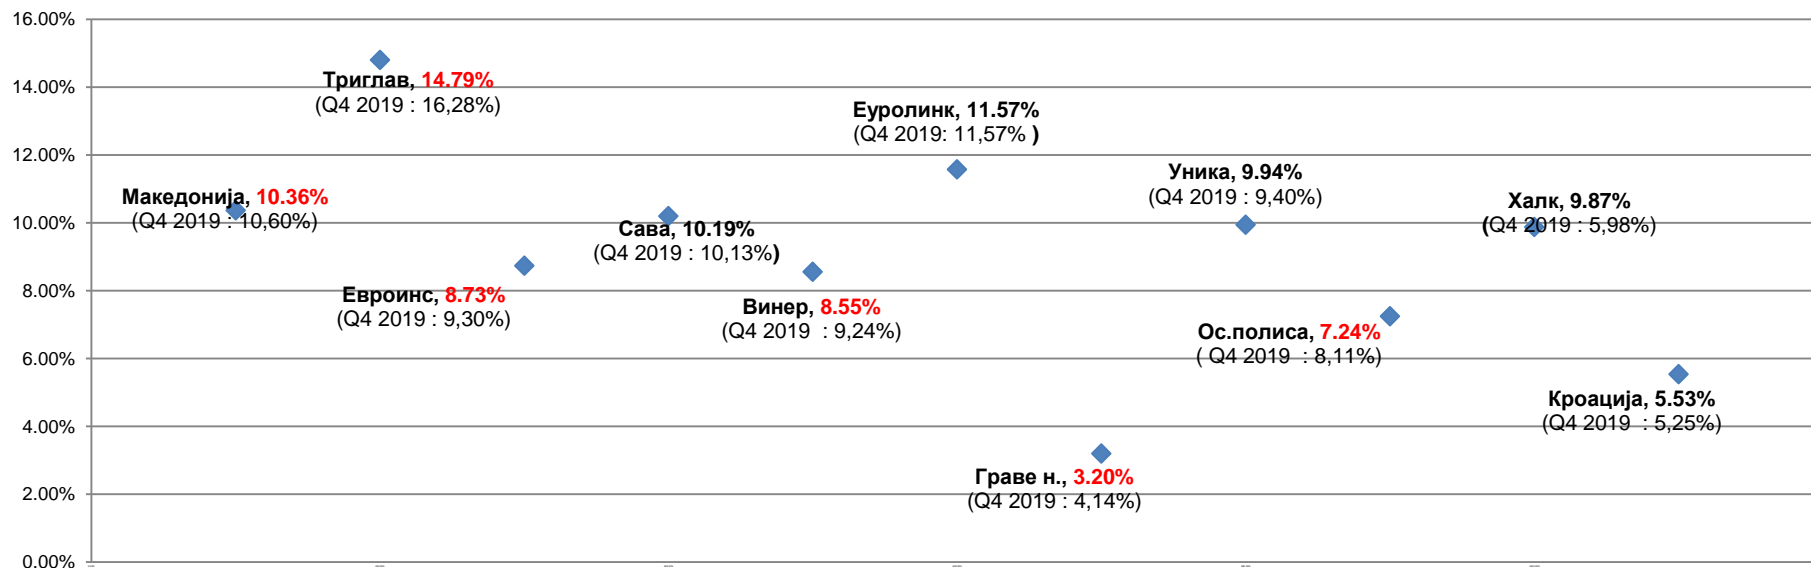 16.00%
14.00%
12.00%
10.00%
8.00%
6.00%
4.00%
2.00%
0.00%
Македонија, 10.36%
(Q4 2019 : 10,60%)
Триглав, 14.79%
(Q4 2019 : 16,28%)
Евроинс, 8.73%
(Q4 2019 : 9,30%)
Сава, 10.19%
(Q4 2019 : 10,13%)
Винер, 8.55%
(Q4 2019 : 9,24%)
Еуролинк, 11.57%
(Q4 2019: 11,57% )
Граве н., 3.20%
(Q4 2019 : 4,14%)
Уника, 9.94%
(Q4 2019 : 9,40%)
Ос.полиса, 7.24%
( Q4 2019 : 8,11%)
Халк, 9.87%
(Q4 2019 : 5,98%)
Кроација, 5.53%
(Q4 2019 : 5,25%)